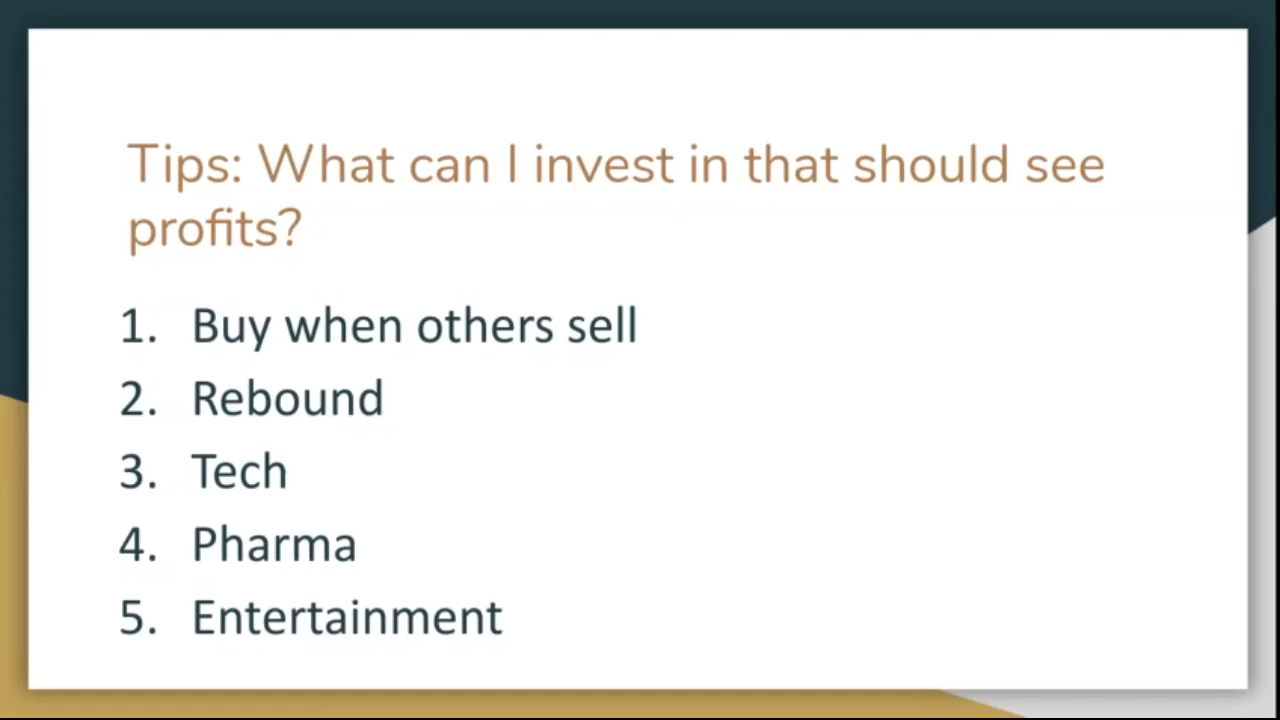 Tips: What can I invest in that should see
profits?
1. Buy when others sell
2. Rebound
3. Tech
4. Pharma
5. Entertainment